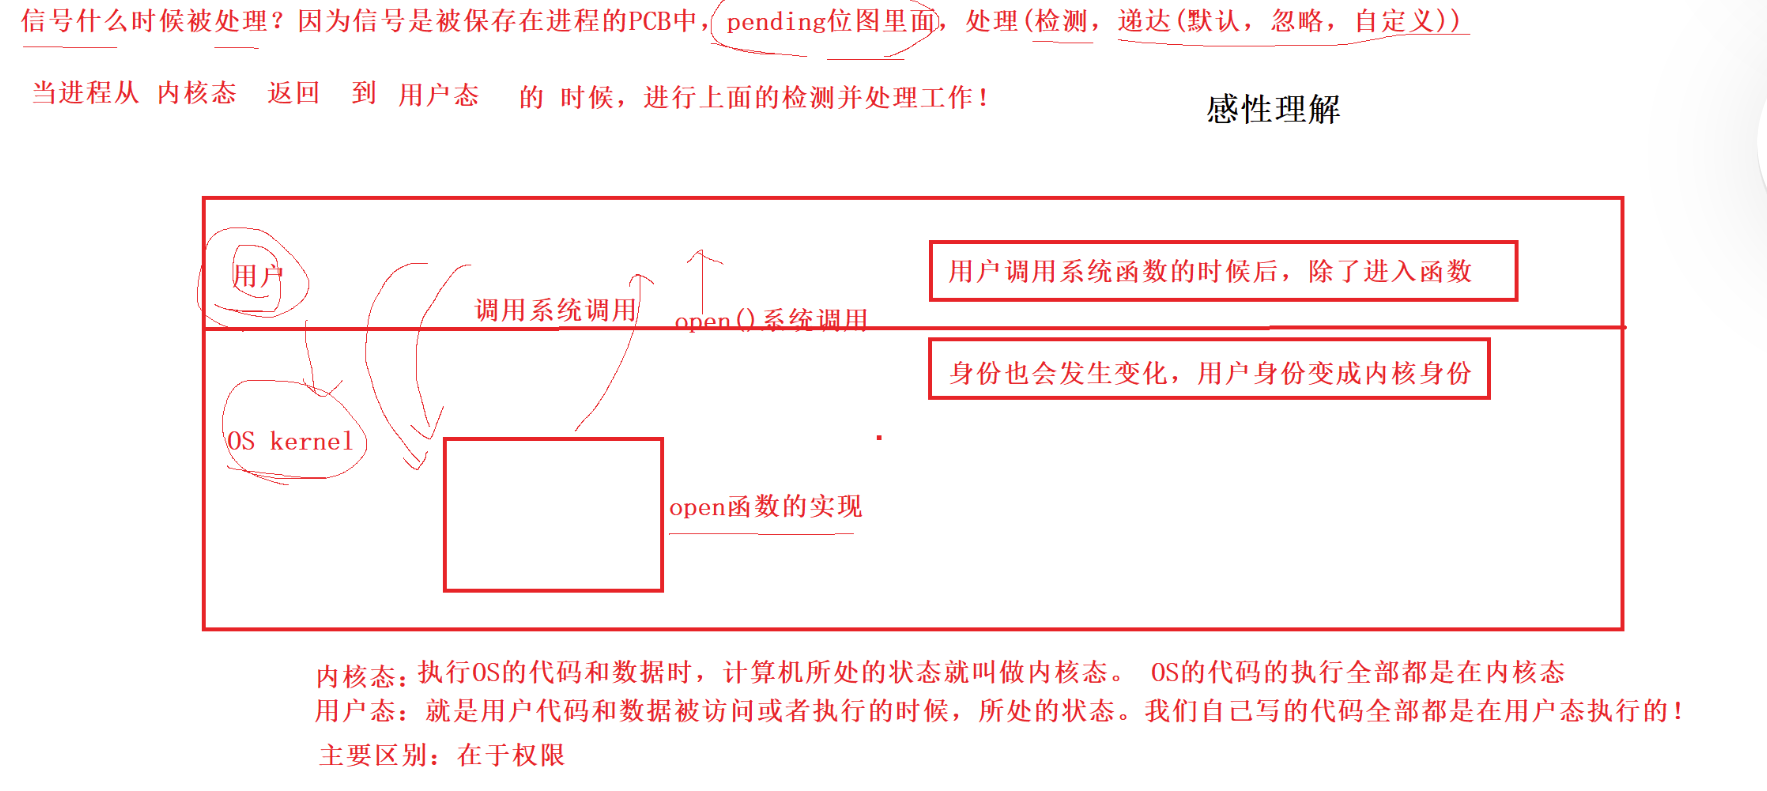 信号什么时候被处理？因为信号是被保存在进程的PCB中，pending位图里面，处理(检测，递达(默认，忽略，自定义))
当进程从 内核态 返回 到 用户态 的 时候，进行上面的检测并处理工作！
感性理解
用户
用户调用系统函数的时候后，除了进入函数
调用系统调用
open()系统调用
身份也会发生变化，用户身份变成内核身份
OS kernel
open函数的实现
内核态：执行OS的代码和数据时，计算机所处的状态就叫做内核态。 OS的代码的执行全部都是在内核态
用户态：就是用户代码和数据被访问或者执行的时候，所处的状态。我们自己写的代码全部都是在用户态执行的！
主要区别：在于权限